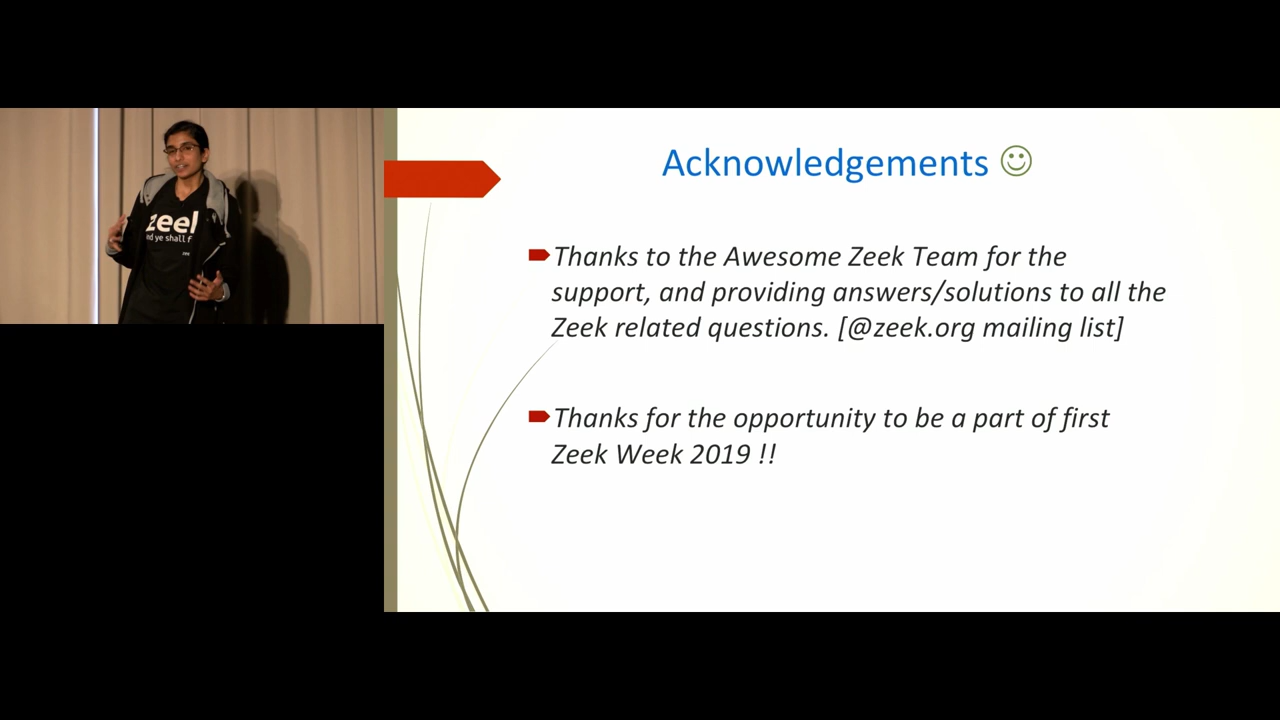 Acknowledgements
Thanks to the Awesome Zeek Team for the
support, and providing answers/solutions to all the
Zeek related questions. [@zeek.org mailing list]
Thanks for the opportunity to be a part of first
Zeek Week 2019 !!
zeel
nd ye shall f